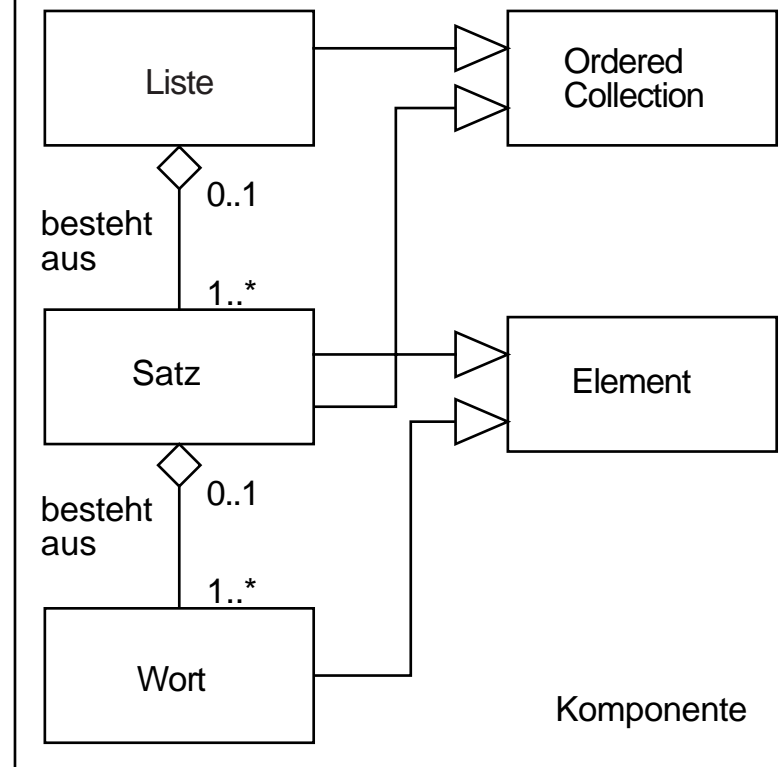 Liste
Ordered
Collection
0..1
besteht
aus
1..*
Satz
Element
0..1
besteht
aus
1..*
Wort
Komponente